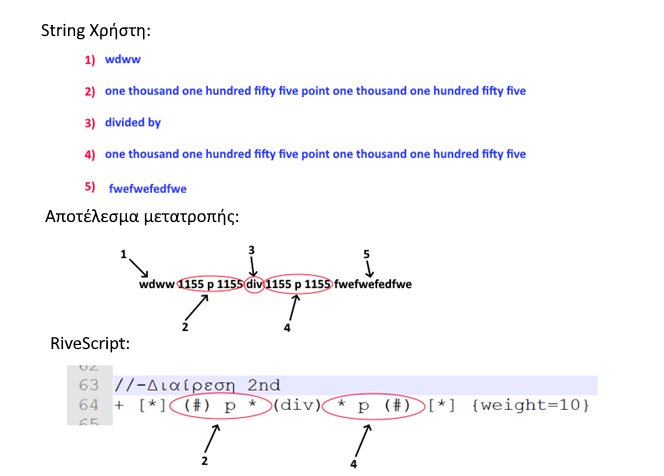 String Χρήστη:
1) wdww
2) one thousand one hundred fifty five point one thousand one hundred fifty five
3) divided by
4) one thousand one hundred fifty five point one thousand one hundred fifty five
5) fwefwefedfwe
Αποτέλεσμα μετατροπής:
1 3 5
wdww 1155 p 1155 div 1155 p 1155 fwefwefedfwe
2 4
RiveScript:
62
63 //-Διαίρεση 2nd
64 + [*] (#) p * (div) * p (#) [*] {weight=10}
65
2 4